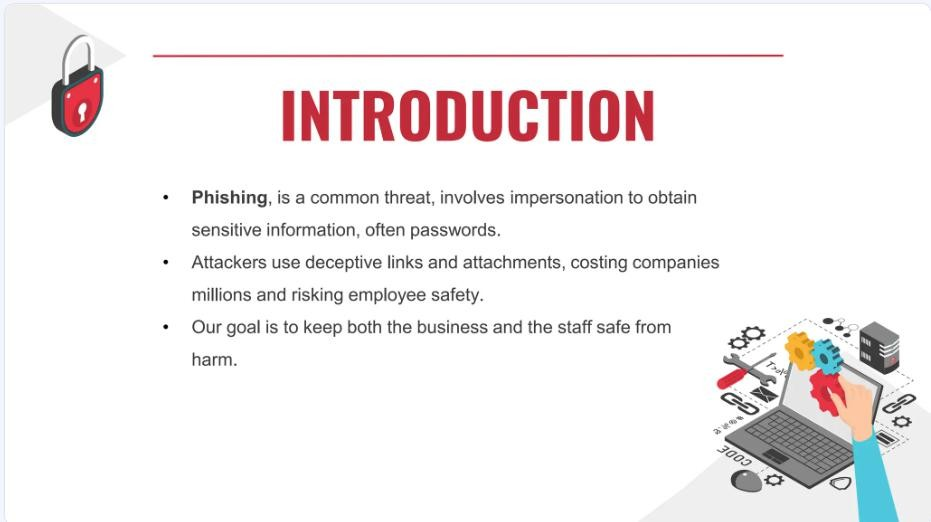 INTRODUCTION
• Phishing, is a common threat, involves impersonation to obtain
sensitive information, often passwords.
• Attackers use deceptive links and attachments, costing companies
millions and risking employee safety.
• Our goal is to keep both the business and the staff safe from
harm.
CODE